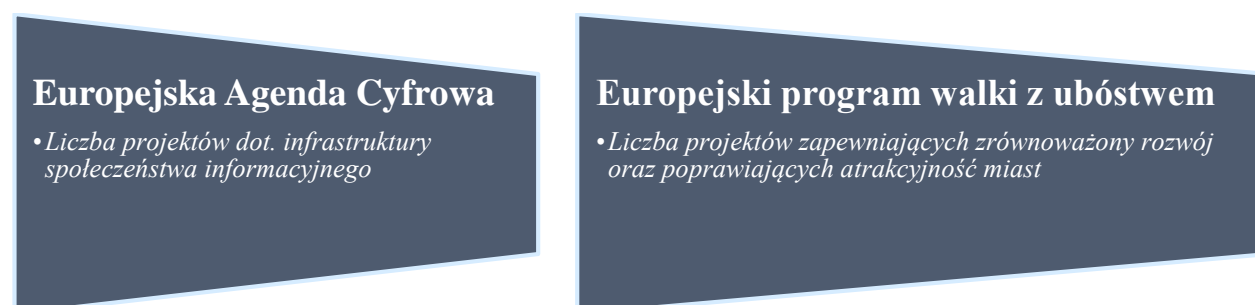 Europejska Agenda Cyfrowa
•Liczba projektów dot. infrastruktury
społeczeństwa informacyjnego
Europejski program walki z ubóstwem
•Liczba projektów zapewniających zrównoważony rozwój
oraz poprawiających atrakcyjność miast